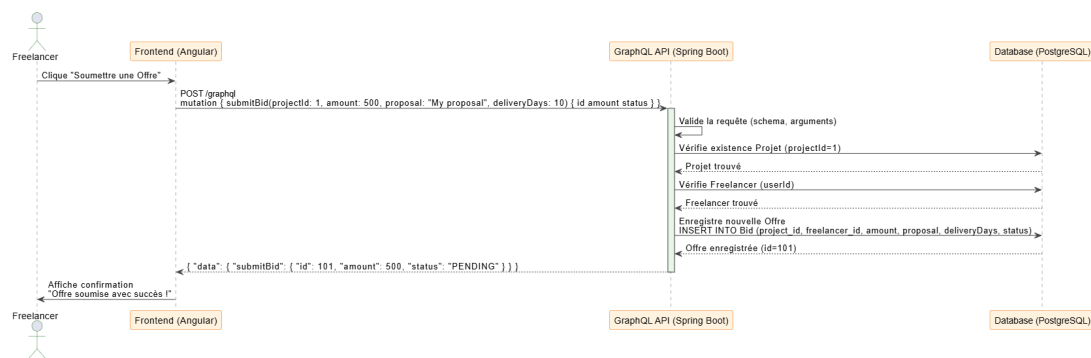 Freelancer
Frontend (Angular)
GraphQL API (Spring Boot)
Database (PostgreSQL)
Clique "Soumettre une Offre"
POST /graphql
mutation { submitBid(projectId: 1, amount: 500, proposal: "My proposal", deliveryDays: 10) { id amount status } }
Valide la requête (schema, arguments)
Vérifie existence Projet (projectId=1)
Projet trouvé
Vérifie Freelancer (userId)
Freelancer trouvé
Enregistre nouvelle Offre
INSERT INTO Bid (project_id, freelancer_id, amount, proposal, deliveryDays, status)
Offre enregistrée (id=101)
{ "data": { "submitBid": { "id": 101, "amount": 500, "status": "PENDING" } } }
Affiche confirmation
"Offre soumise avec succès !"
Freelancer
Frontend (Angular)
GraphQL API (Spring Boot)
Database (PostgreSQL)